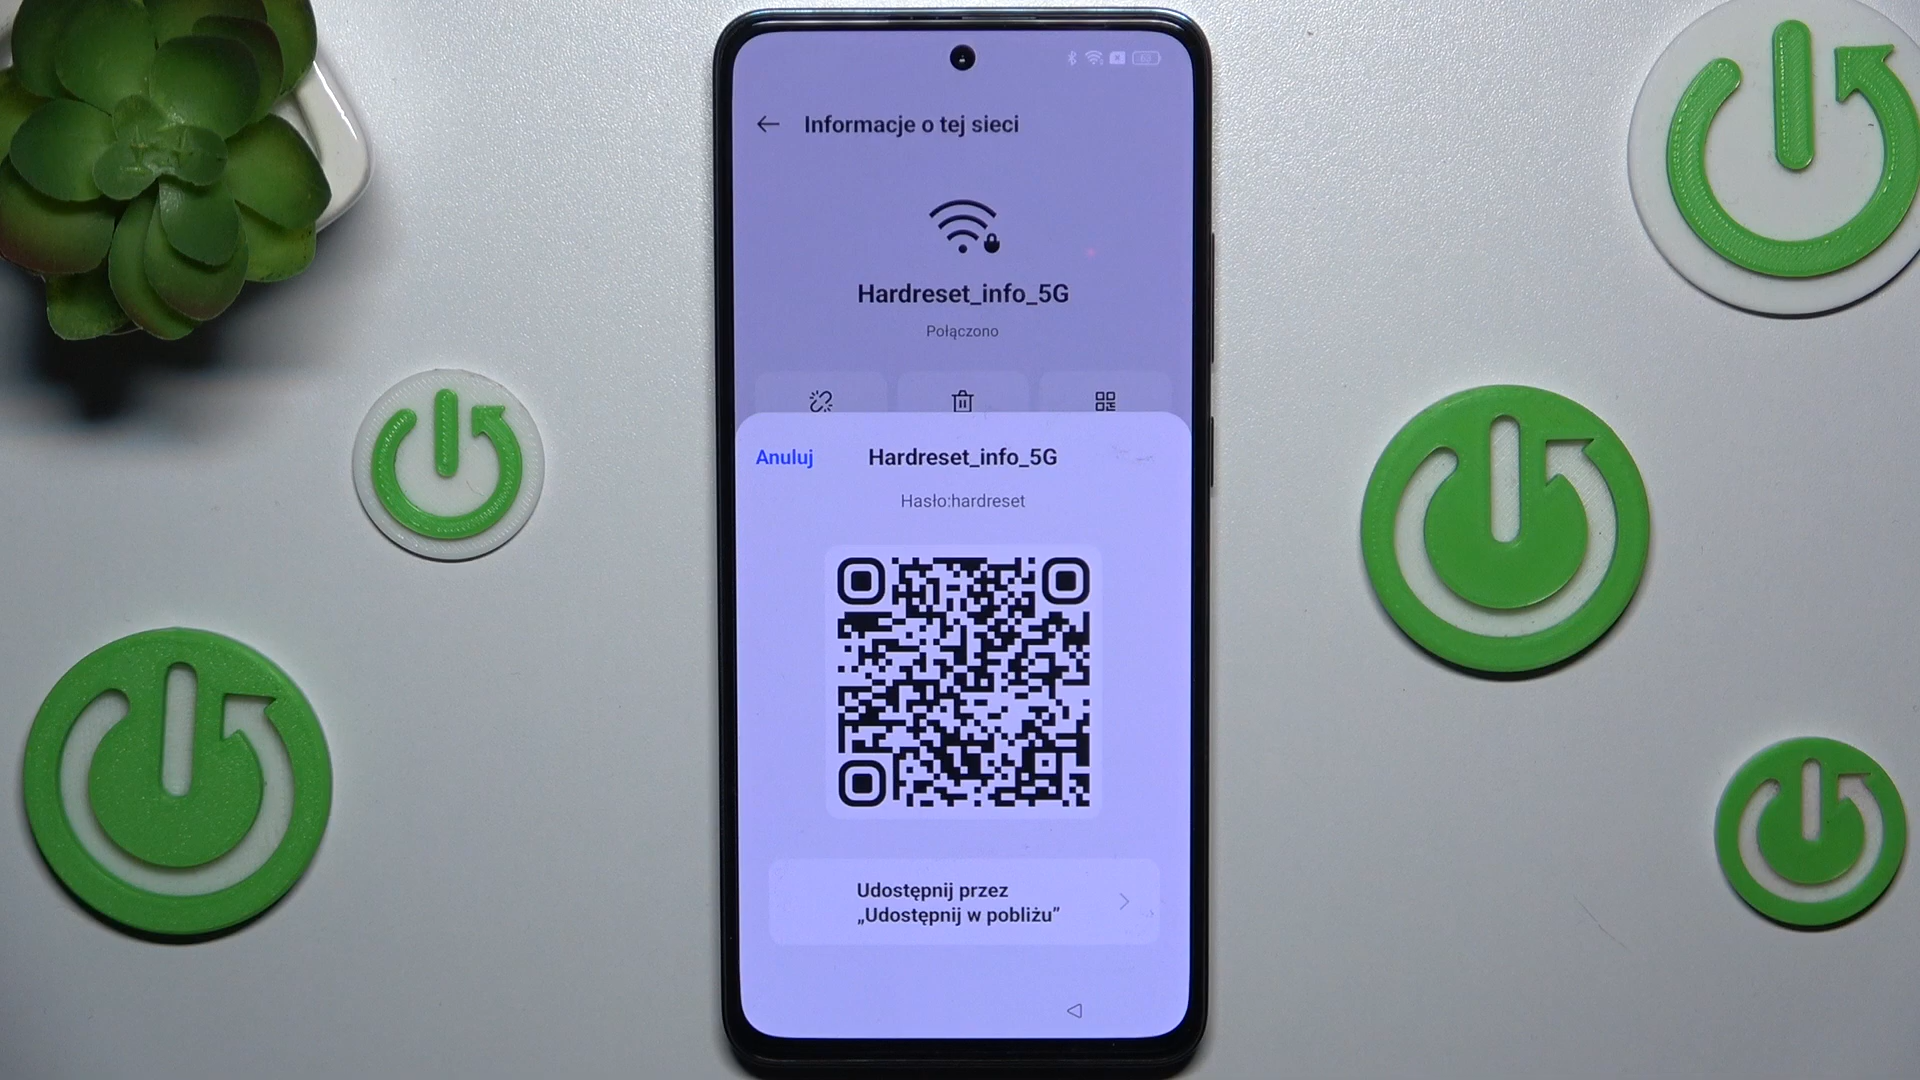 Informacje o tej sieci
Hardreset_info_5G
Połączono
Anuluj
Hardreset_info_5G
Hasło:hardreset
Udostępnij przez
„Udostępnij w pobliżu”